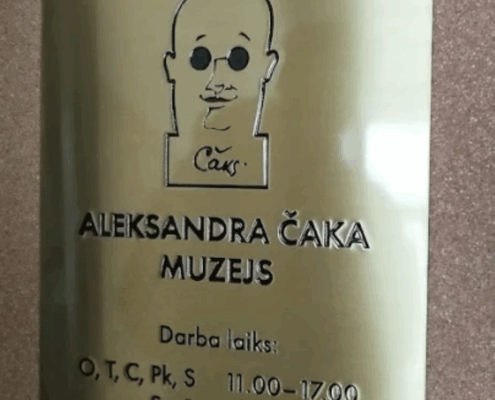 Čaks.
ALEKSANDRA ČAKA
MUZEJS
Darba laiks:
O, T, C, Pk, S 11.00–17.00